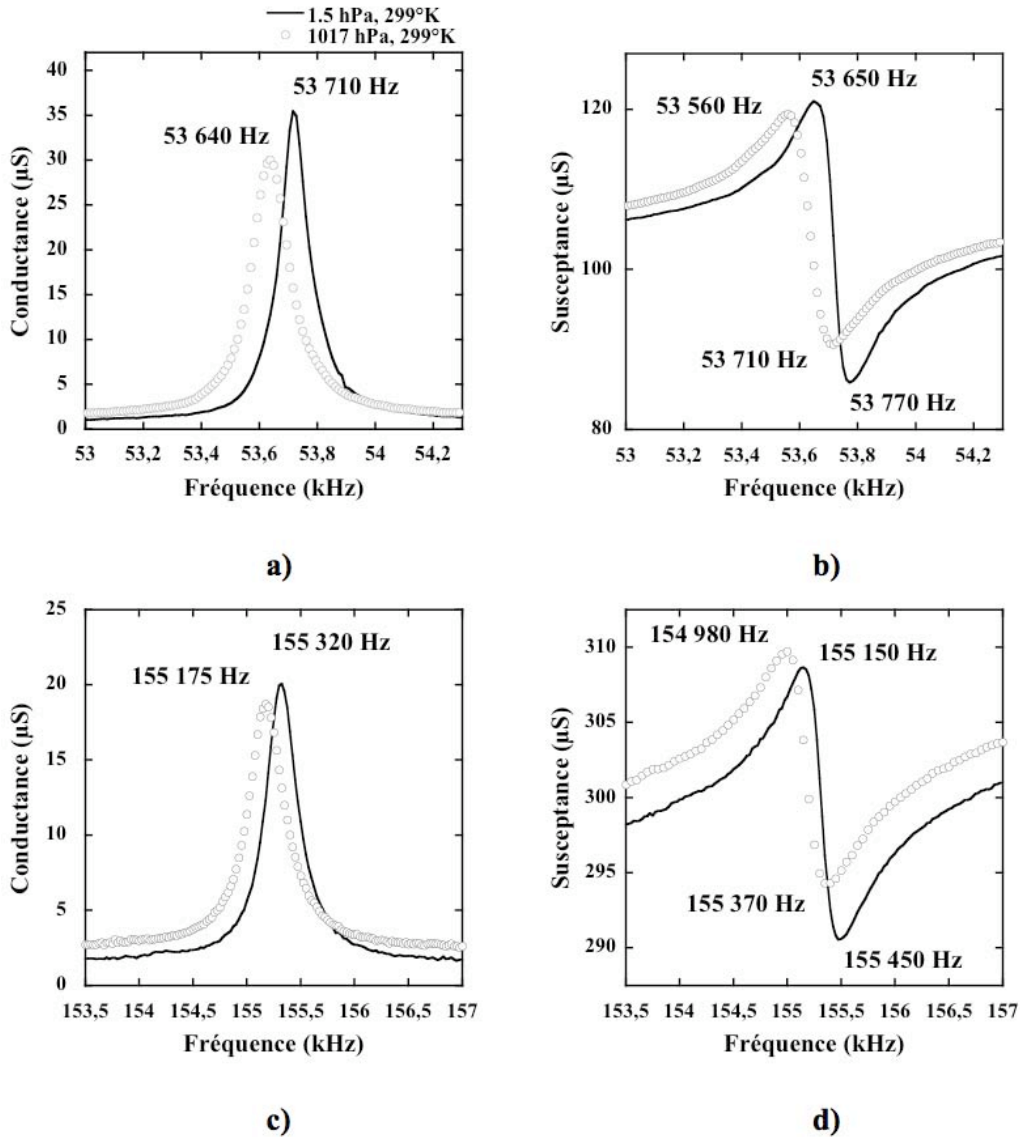 1.5 hPa, 299°K
1017 hPa, 299°K
40
35
30
25
20
15
10
5
0
Conductance (µS)
53 710 Hz
53 640 Hz
53
53,2
53,4
53,6
53,8
54
54,2
Fréquence (kHz)
a)
120
100
80
Susceptance (µS)
53 650 Hz
53 560 Hz
53 710 Hz
53 770 Hz
53
53,2
53,4
53,6
53,8
54
54,2
Fréquence (kHz)
b)
25
20
15
10
5
0
Conductance (µS)
155 320 Hz
155 175 Hz
153,5
154
154,5
155
155,5
156
156,5
157
Fréquence (kHz)
c)
310
305
300
295
290
Susceptance (µS)
154 980 Hz
155 150 Hz
155 370 Hz
155 450 Hz
153,5
154
154,5
155
155,5
156
156,5
157
Fréquence (kHz)
d)